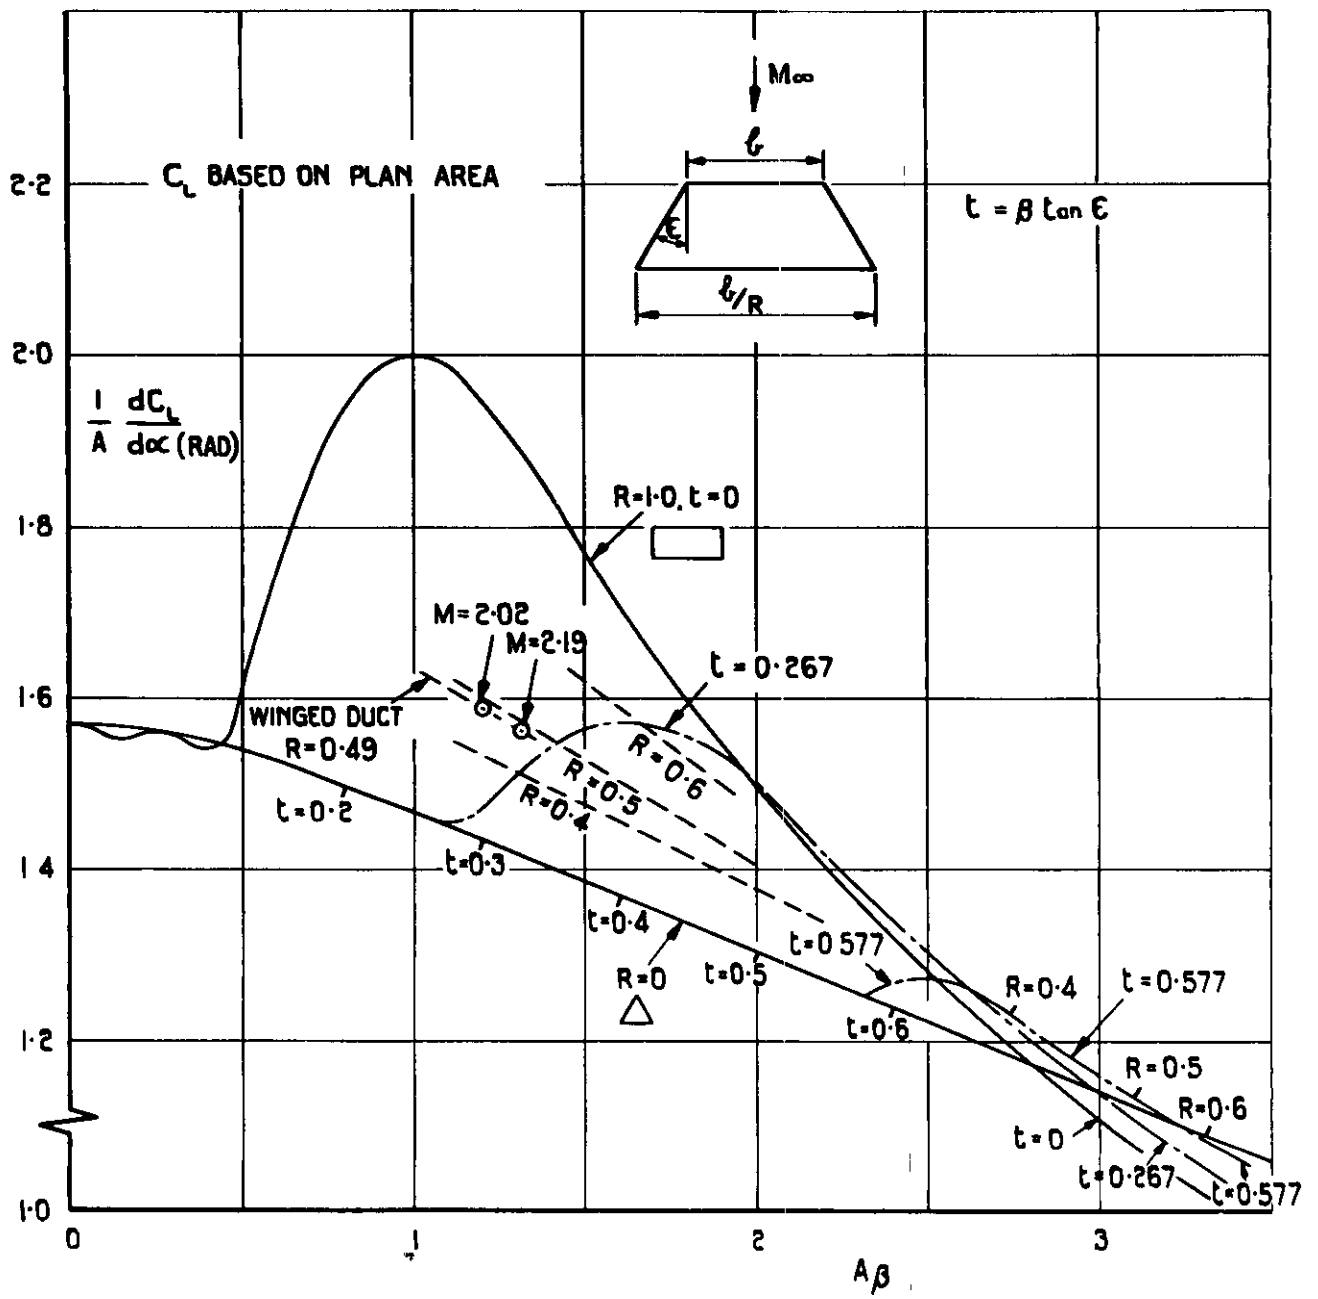 M∞
b
C_L BASED ON PLAN AREA
2·2
t = β tan ε
ε
b/R
2·0
1/A dC_L/dα (RAD)
R=1·0, t=0
1·8
M=2·02
M=2·19
t=0·267
1·6
WINGED DUCT
R=0·49
R=0·6
R=0·5
R=0·4
t=0·2
1·4
t=0·3
t=0·4
t=0·577
t=0·5
R=0
R=0·4
t=0·577
t=0·6
1·2
R=0·5
R=0·6
t=0
t=0·267
t=0·577
1·0
0
1
2
3
Aβ